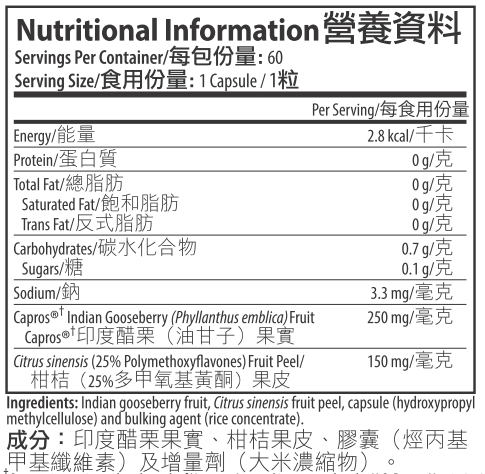 Nutritional Information營養資料
Servings Per Container/每包份量: 60
Serving Size/食用份量: 1 Capsule / 1粒
Per Serving/每食用份量
Energy/能量 2.8 kcal/千卡
Protein/蛋白質 0 g/克
Total Fat/總脂肪 0 g/克
Saturated Fat/飽和脂肪 0 g/克
Trans Fat/反式脂肪 0 g/克
Carbohydrates/碳水化合物 0.7 g/克
Sugars/糖 0.1 g/克
Sodium/鈉 3.3 mg/毫克
Capros®† Indian Gooseberry (Phyllanthus emblica) Fruit 250 mg/毫克
Capros®†印度醋栗（油甘子）果實
Citrus sinensis (25% Polymethoxyflavones) Fruit Peel/ 150 mg/毫克
柑桔（25%多甲氧基黃酮）果皮
Ingredients: Indian gooseberry fruit, Citrus sinensis fruit peel, capsule (hydroxypropyl
methylcellulose) and bulking agent (rice concentrate).
成分：印度醋栗果實、柑桔果皮、膠囊（烴丙基
甲基纖維素）及增量劑（大米濃縮物）。